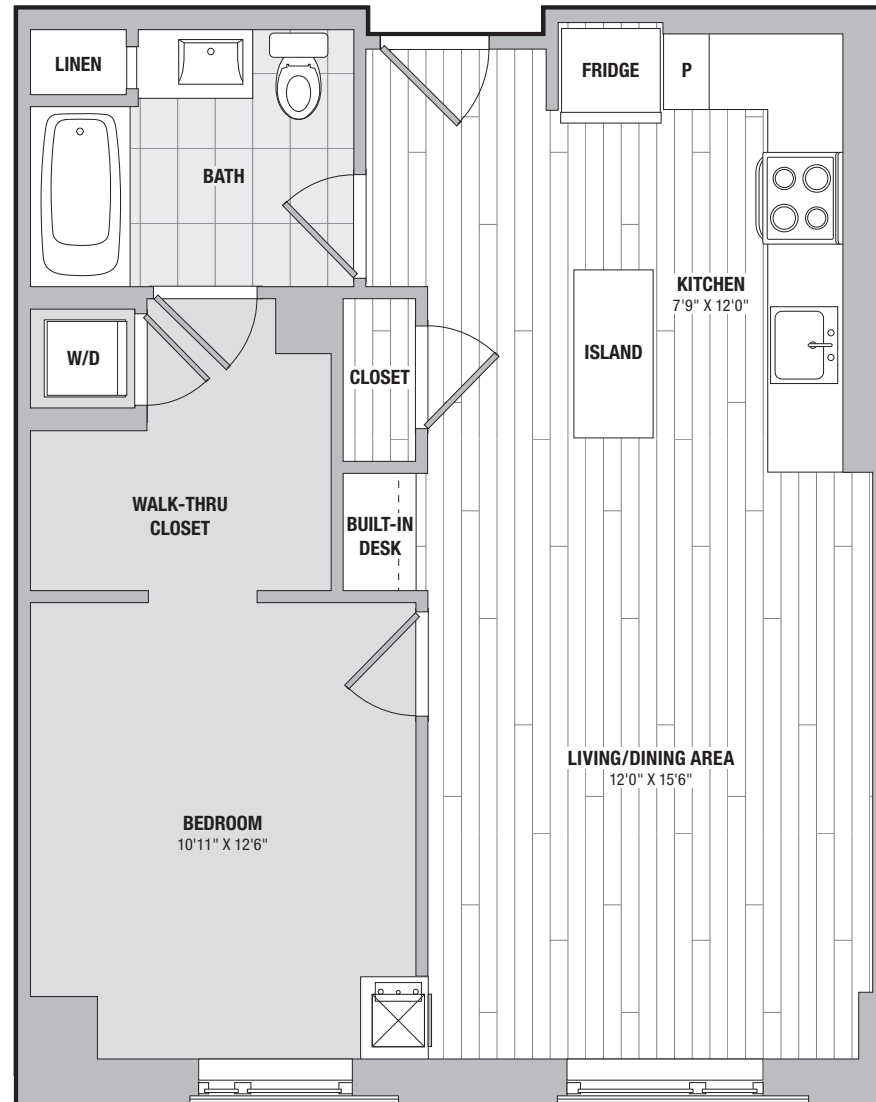 LINEN
FRIDGE
P
BATH
KITCHEN
7'9" X 12'0"
W/D
CLOSET
ISLAND
WALK-THRU
CLOSET
BUILT-IN
DESK
LIVING/DINING AREA
12'0" X 15'6"
BEDROOM
10'11" X 12'6"